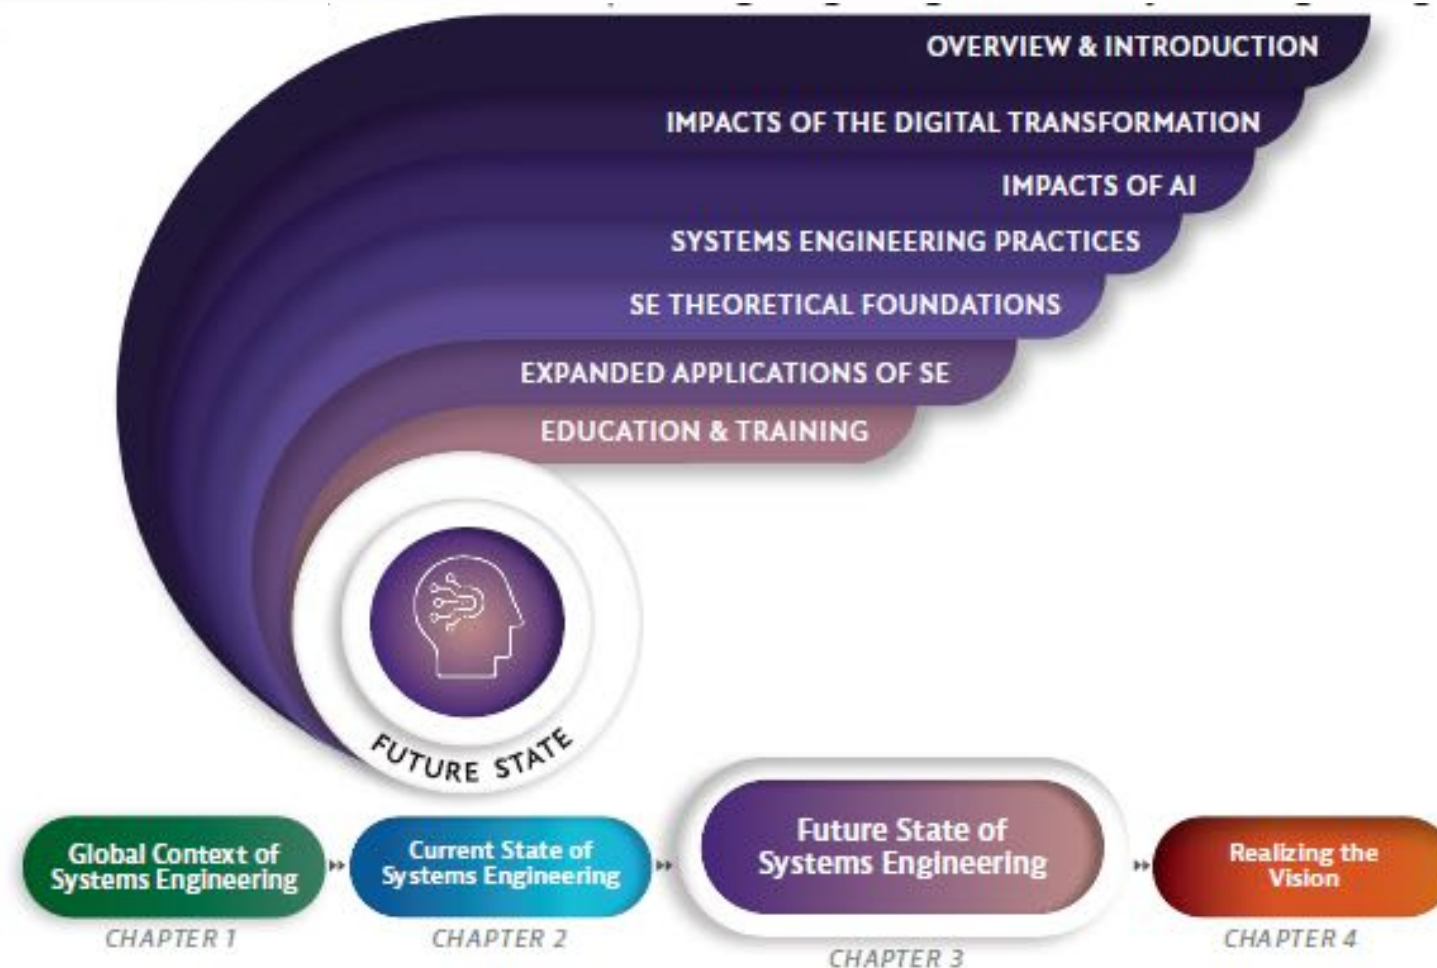 OVERVIEW & INTRODUCTION
IMPACTS OF THE DIGITAL TRANSFORMATION
IMPACTS OF AI
SYSTEMS ENGINEERING PRACTICES
SE THEORETICAL FOUNDATIONS
EXPANDED APPLICATIONS OF SE
EDUCATION & TRAINING
FUTURE STATE
Global Context of
Systems Engineering
CHAPTER 1
Current State of
Systems Engineering
CHAPTER 2
Future State of
Systems Engineering
CHAPTER 3
Realizing the
Vision
CHAPTER 4